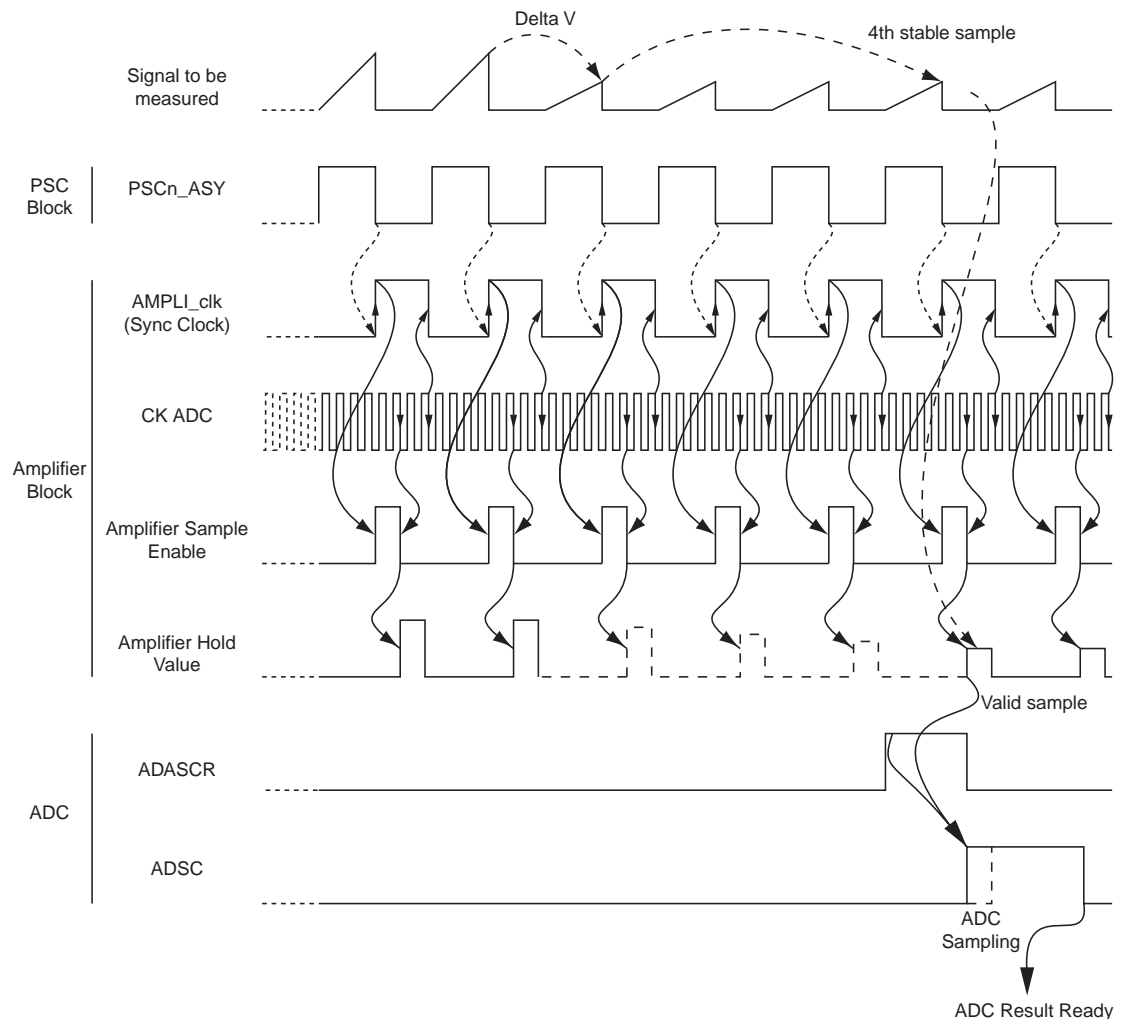 Delta V
4th stable sample
Signal to be
measured
PSC
Block
PSCn_ASY
AMPLI_clk
(Sync Clock)
CK ADC
Amplifier
Block
Amplifier Sample
Enable
Amplifier Hold
Value
Valid sample
ADASCR
ADC
ADSC
ADC
Sampling
ADC Result Ready